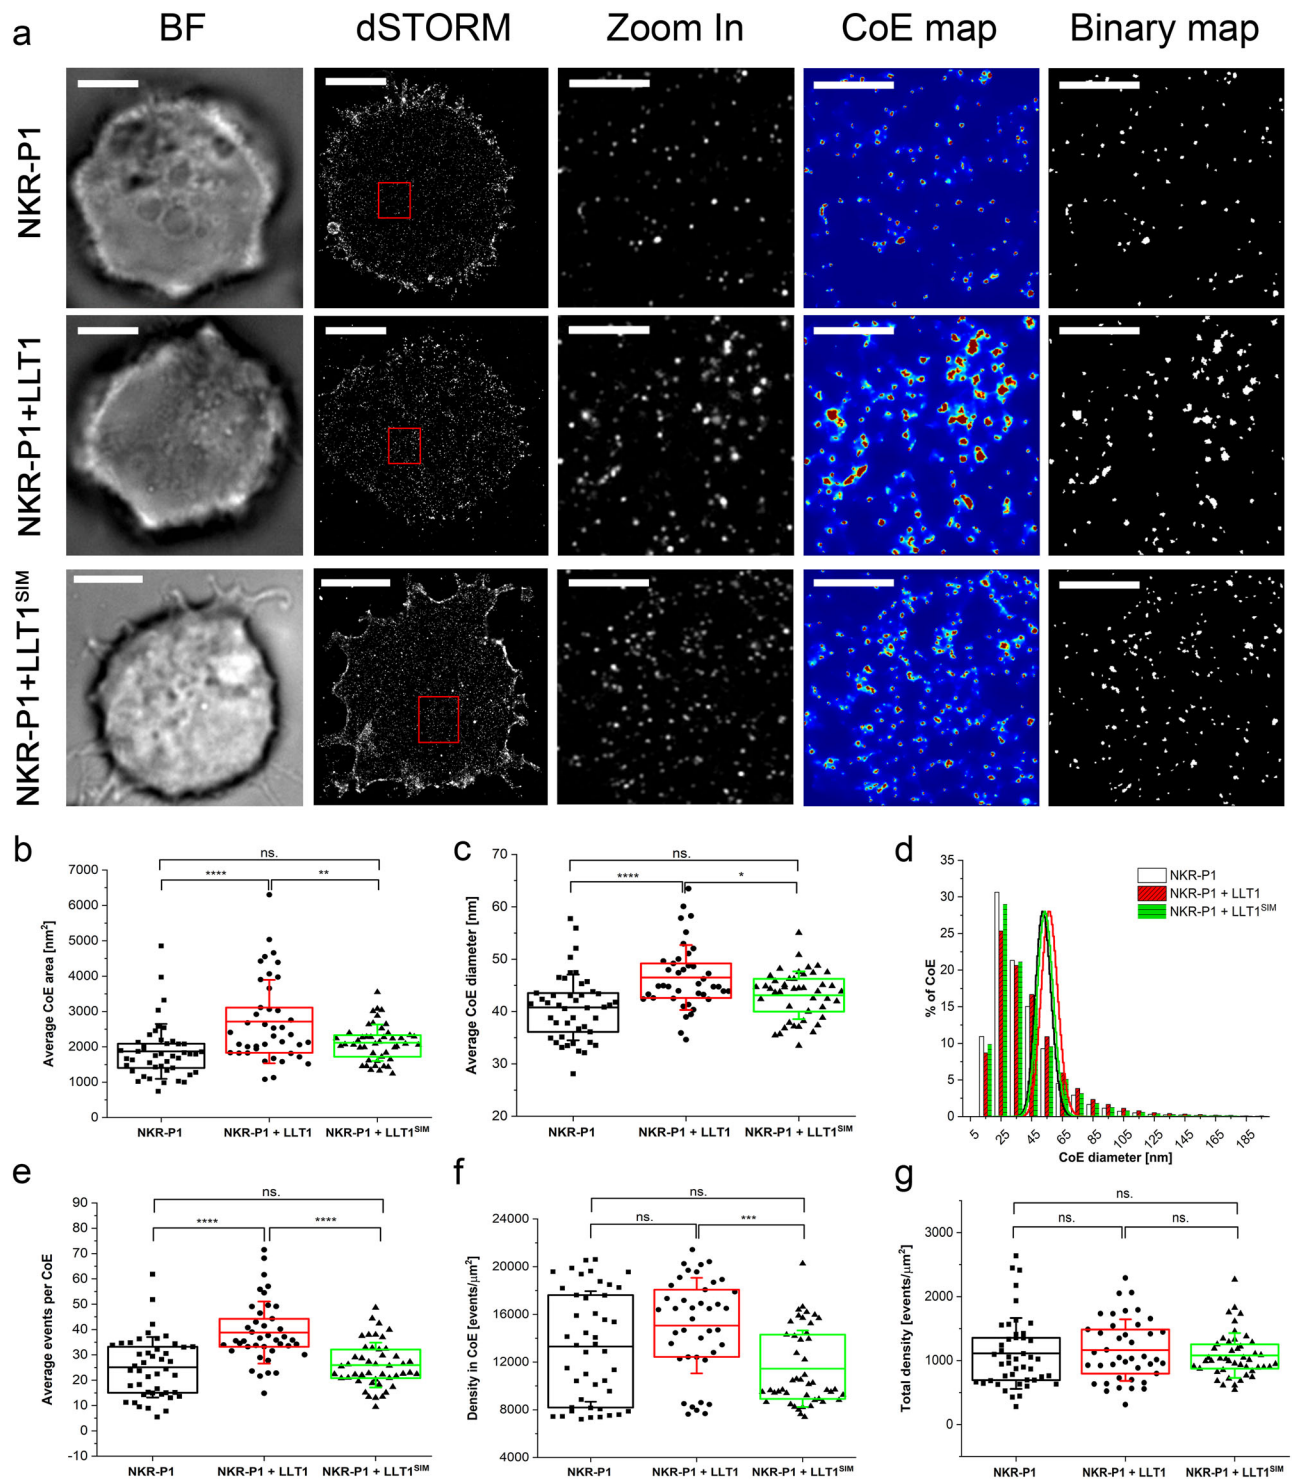 a
BF
dSTORM
Zoom In
CoE map
Binary map
NKR-P1
NKR-P1+LLT1
NKR-P1+LLT1SIM
b
ns.
****
**
7000
6000
5000
4000
3000
2000
1000
0
Average CoE area [nm2]
NKR-P1
NKR-P1 + LLT1
NKR-P1 + LLT1SIM
c
ns.
****
*
70
60
50
40
30
20
Average CoE diameter [nm]
NKR-P1
NKR-P1 + LLT1
NKR-P1 + LLT1SIM
d
NKR-P1
NKR-P1 + LLT1
NKR-P1 + LLT1SIM
35
30
25
20
15
10
5
0
% of CoE
5
25
45
65
85
105
125
145
165
185
CoE diameter [nm]
e
ns.
****
****
90
80
70
60
50
40
30
20
10
0
-10
Average events per CoE
NKR-P1
NKR-P1 + LLT1
NKR-P1 + LLT1SIM
f
ns.
ns.
***
24000
20000
16000
12000
8000
4000
Density in CoE [events/µm2]
NKR-P1
NKR-P1 + LLT1
NKR-P1 + LLT1SIM
g
ns.
ns.
ns.
3000
2000
1000
0
Total density [events/µm2]
NKR-P1
NKR-P1 + LLT1
NKR-P1 + LLT1SIM